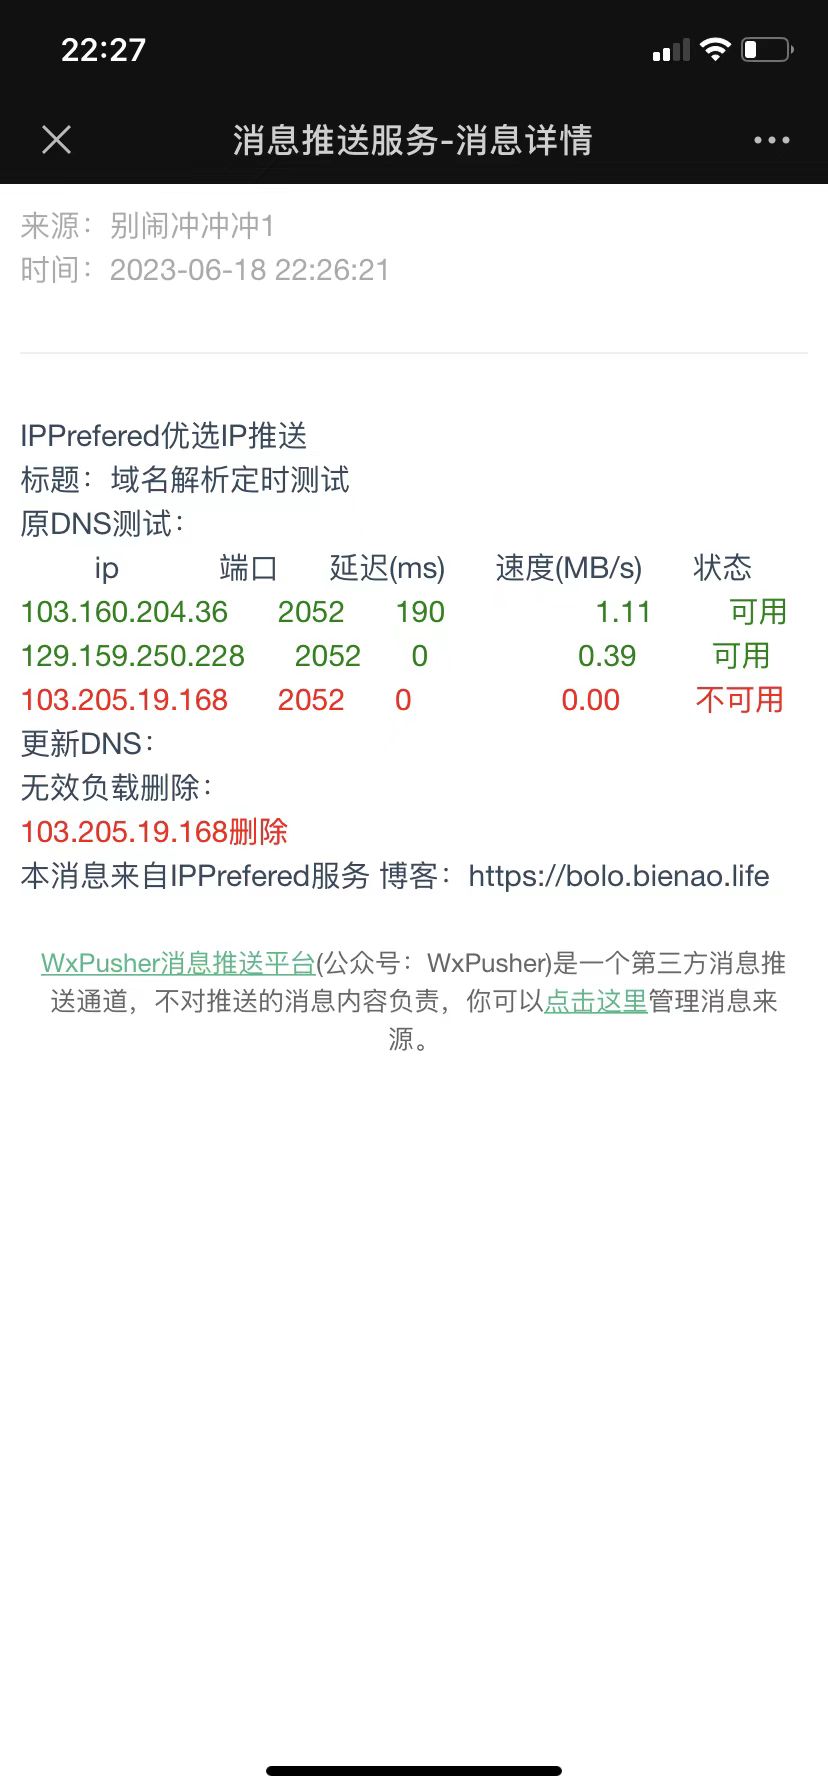 22:27
消息推送服务-消息详情
来源：别闹冲冲冲1
时间：2023-06-18 22:26:21
IPPrefered优选IP推送
标题：域名解析定时测试
原DNS测试：
ip 端口 延迟(ms) 速度(MB/s) 状态
103.160.204.36 2052 190 1.11 可用
129.159.250.228 2052 0 0.39 可用
103.205.19.168 2052 0 0.00 不可用
更新DNS：
无效负载删除：
103.205.19.168删除
本消息来自IPPrefered服务 博客：https://bolo.bienao.life
WxPusher消息推送平台(公众号：WxPusher)是一个第三方消息推
送通道，不对推送的消息内容负责，你可以点击这里管理消息来
源。